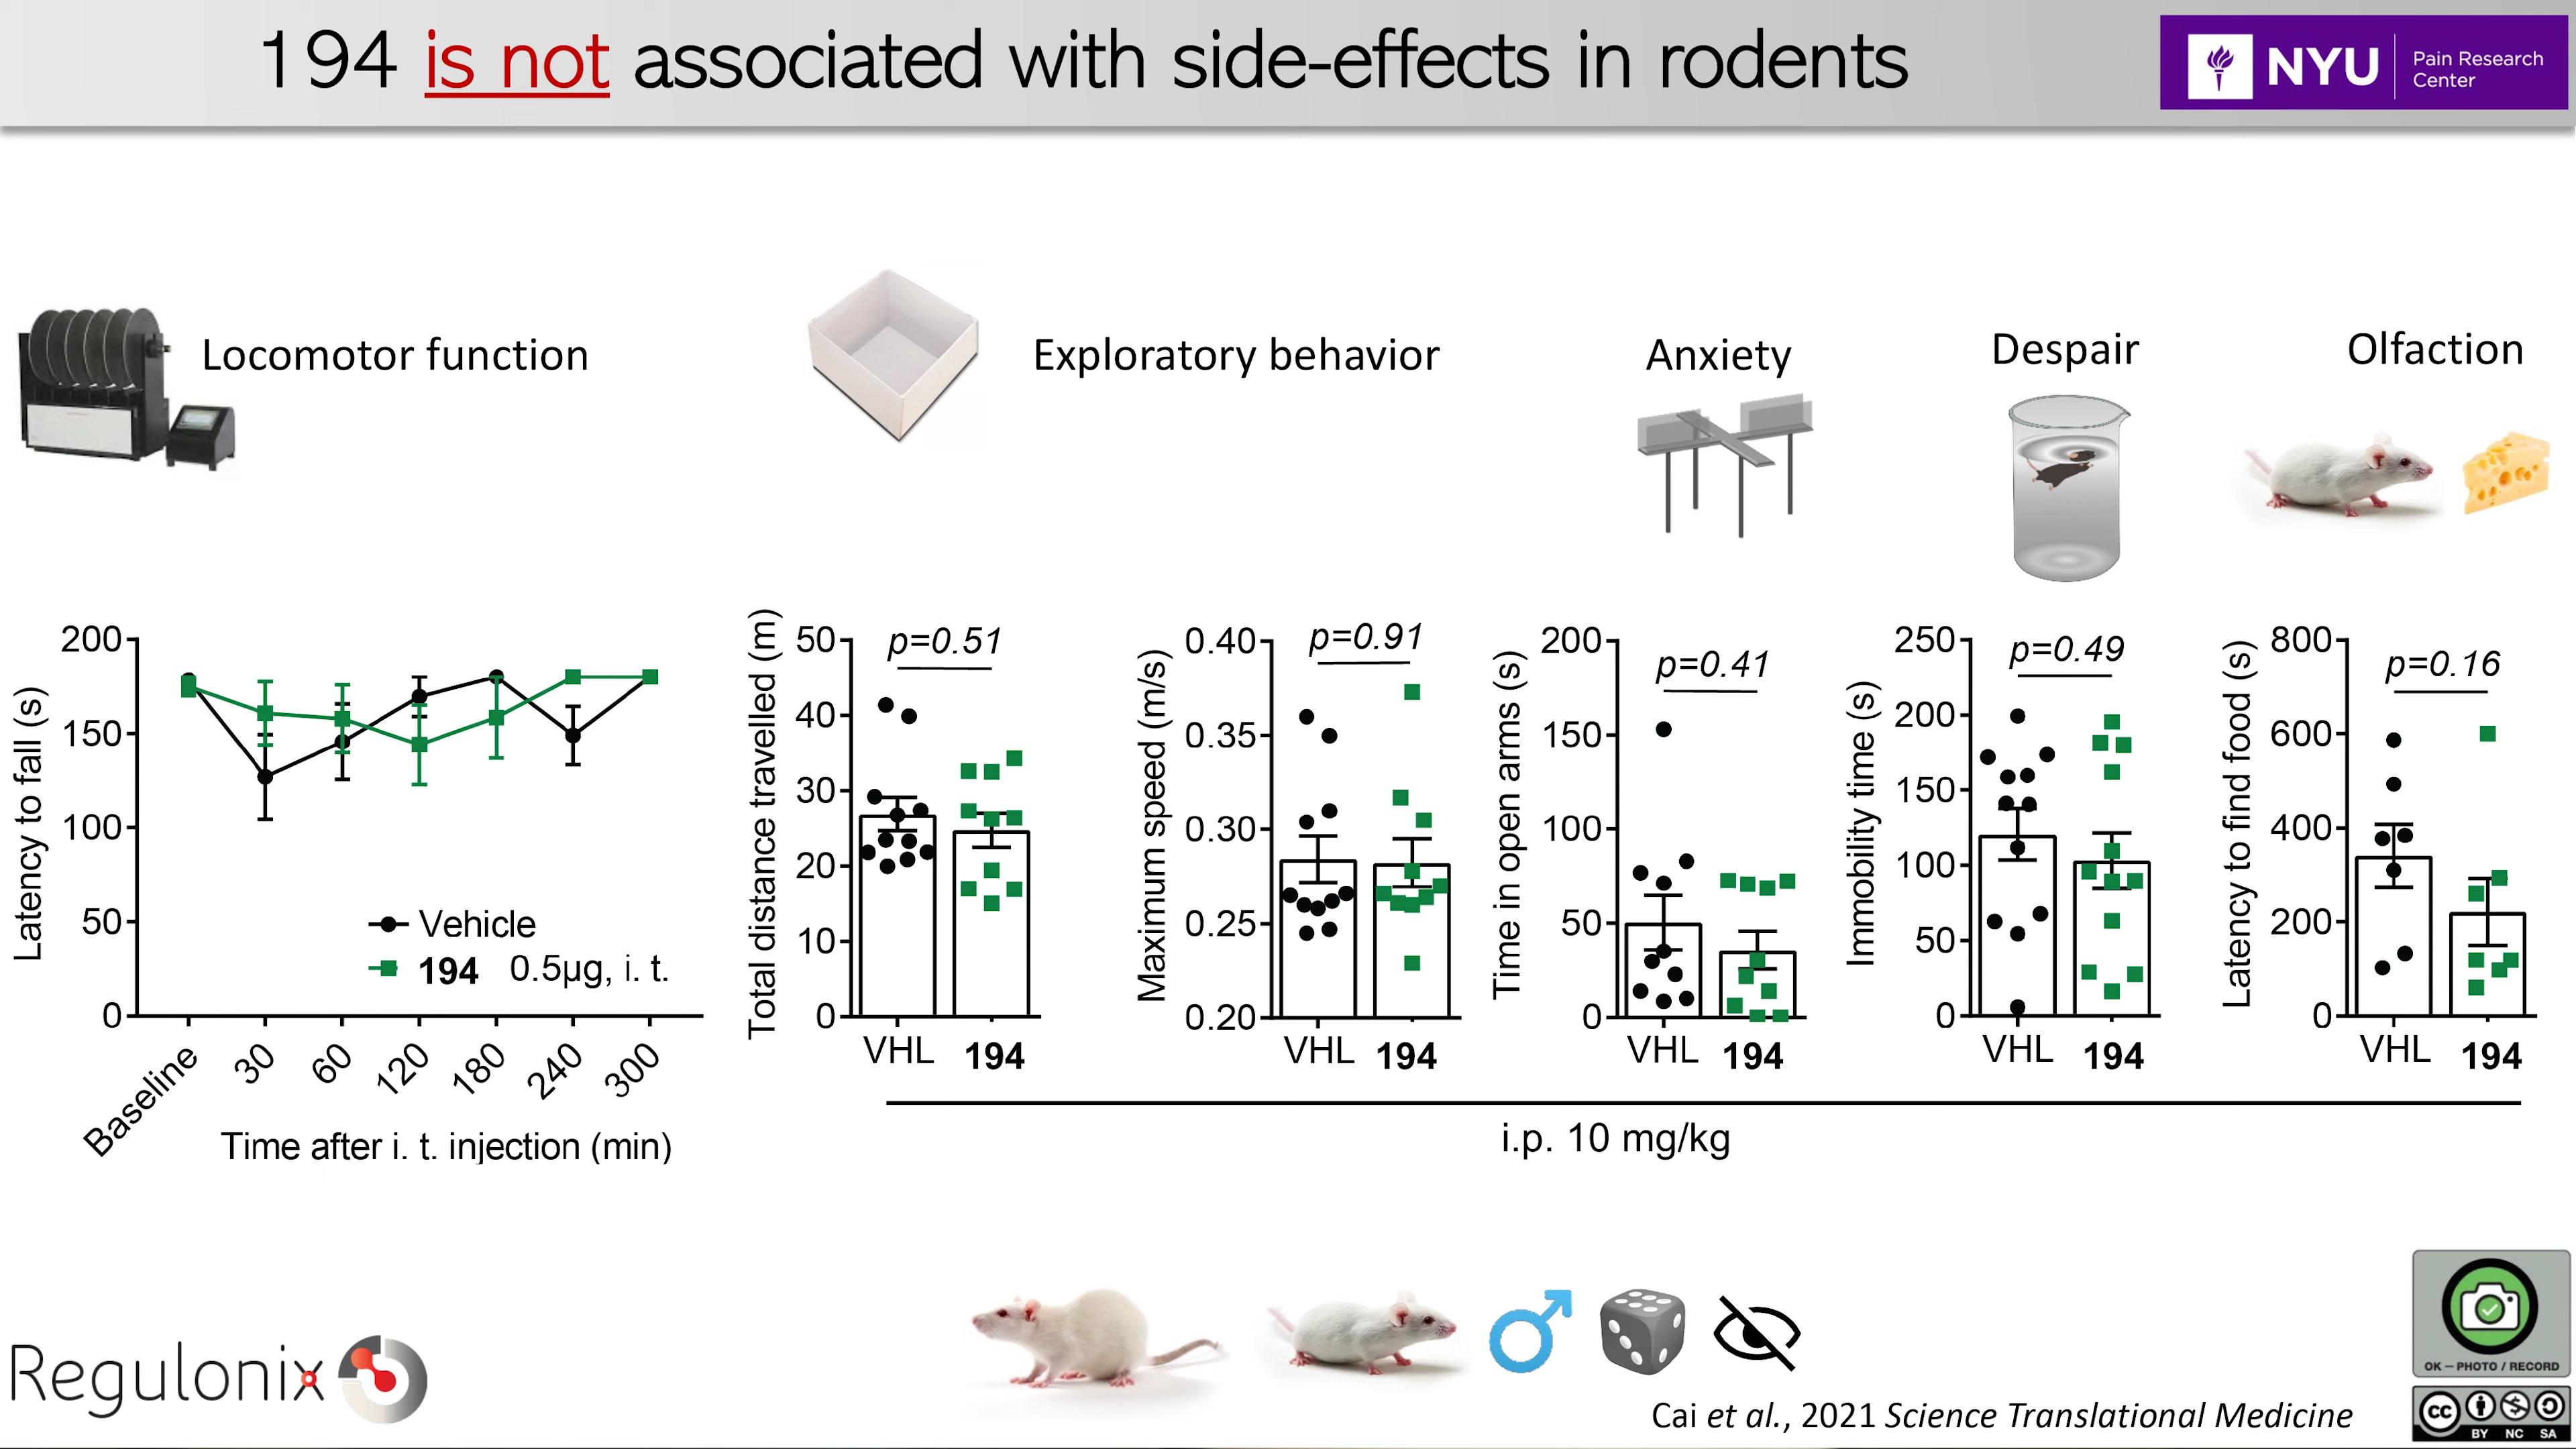 194 is not associated with side-effects in rodents
NYU
Pain Research
Center
Locomotor function
Exploratory behavior
Anxiety
Despair
Olfaction
Latency to fall (s)
200
150
100
50
0
Vehicle
194 0.5µg, i. t.
Baseline
30
60
120
180
240
300
Time after i. t. injection (min)
Total distance travelled (m)
50
40
30
20
10
0
p=0.51
VHL
194
Maximum speed (m/s)
0.40
0.35
0.30
0.25
0.20
p=0.91
VHL
194
Time in open arms (s)
200
150
100
50
0
p=0.41
VHL
194
Immobility time (s)
250
200
150
100
50
0
p=0.49
VHL
194
Latency to find food (s)
800
600
400
200
0
p=0.16
VHL
194
i.p. 10 mg/kg
Regulonix
OK – PHOTO / RECORD
Cai et al., 2021 Science Translational Medicine
cc
BY NC SA